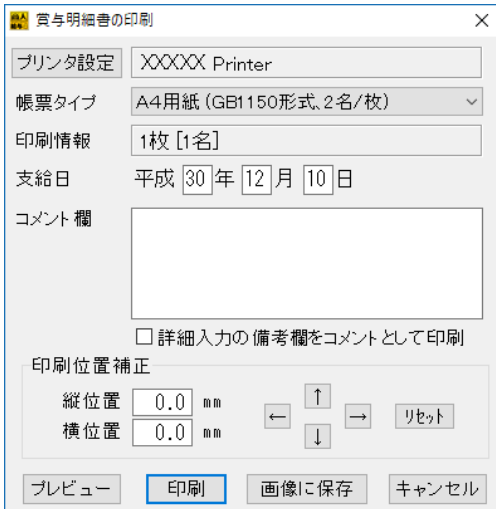 賞与明細書の印刷
プリンタ設定 XXXXX Printer
帳票タイプ A4用紙 (GB1150形式、2名/枚)
印刷情報 1枚 [1名]
支給日 平成 30 年 12 月 10 日
コメント欄
詳細入力の備考欄をコメントとして印刷
印刷位置補正
縦位置 0.0 mm
← ↑ → ↓ リセット
横位置 0.0 mm
プレビュー 印刷 画像に保存 キャンセル